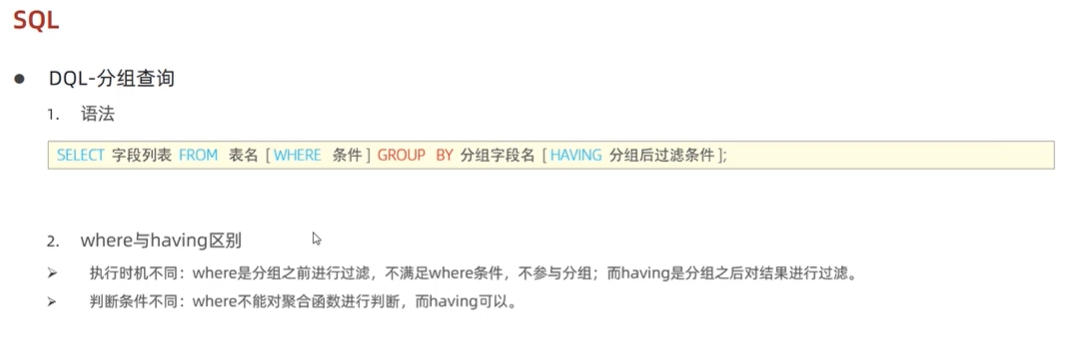 SQL
● DQL-分组查询
1. 语法
SELECT 字段列表 FROM 表名 [ WHERE 条件 ] GROUP BY 分组字段名 [ HAVING 分组后过滤条件 ];
2. where与having区别
➢ 执行时机不同：where是分组之前进行过滤，不满足where条件，不参与分组；而having是分组之后对结果进行过滤。
➢ 判断条件不同：where不能对聚合函数进行判断，而having可以。